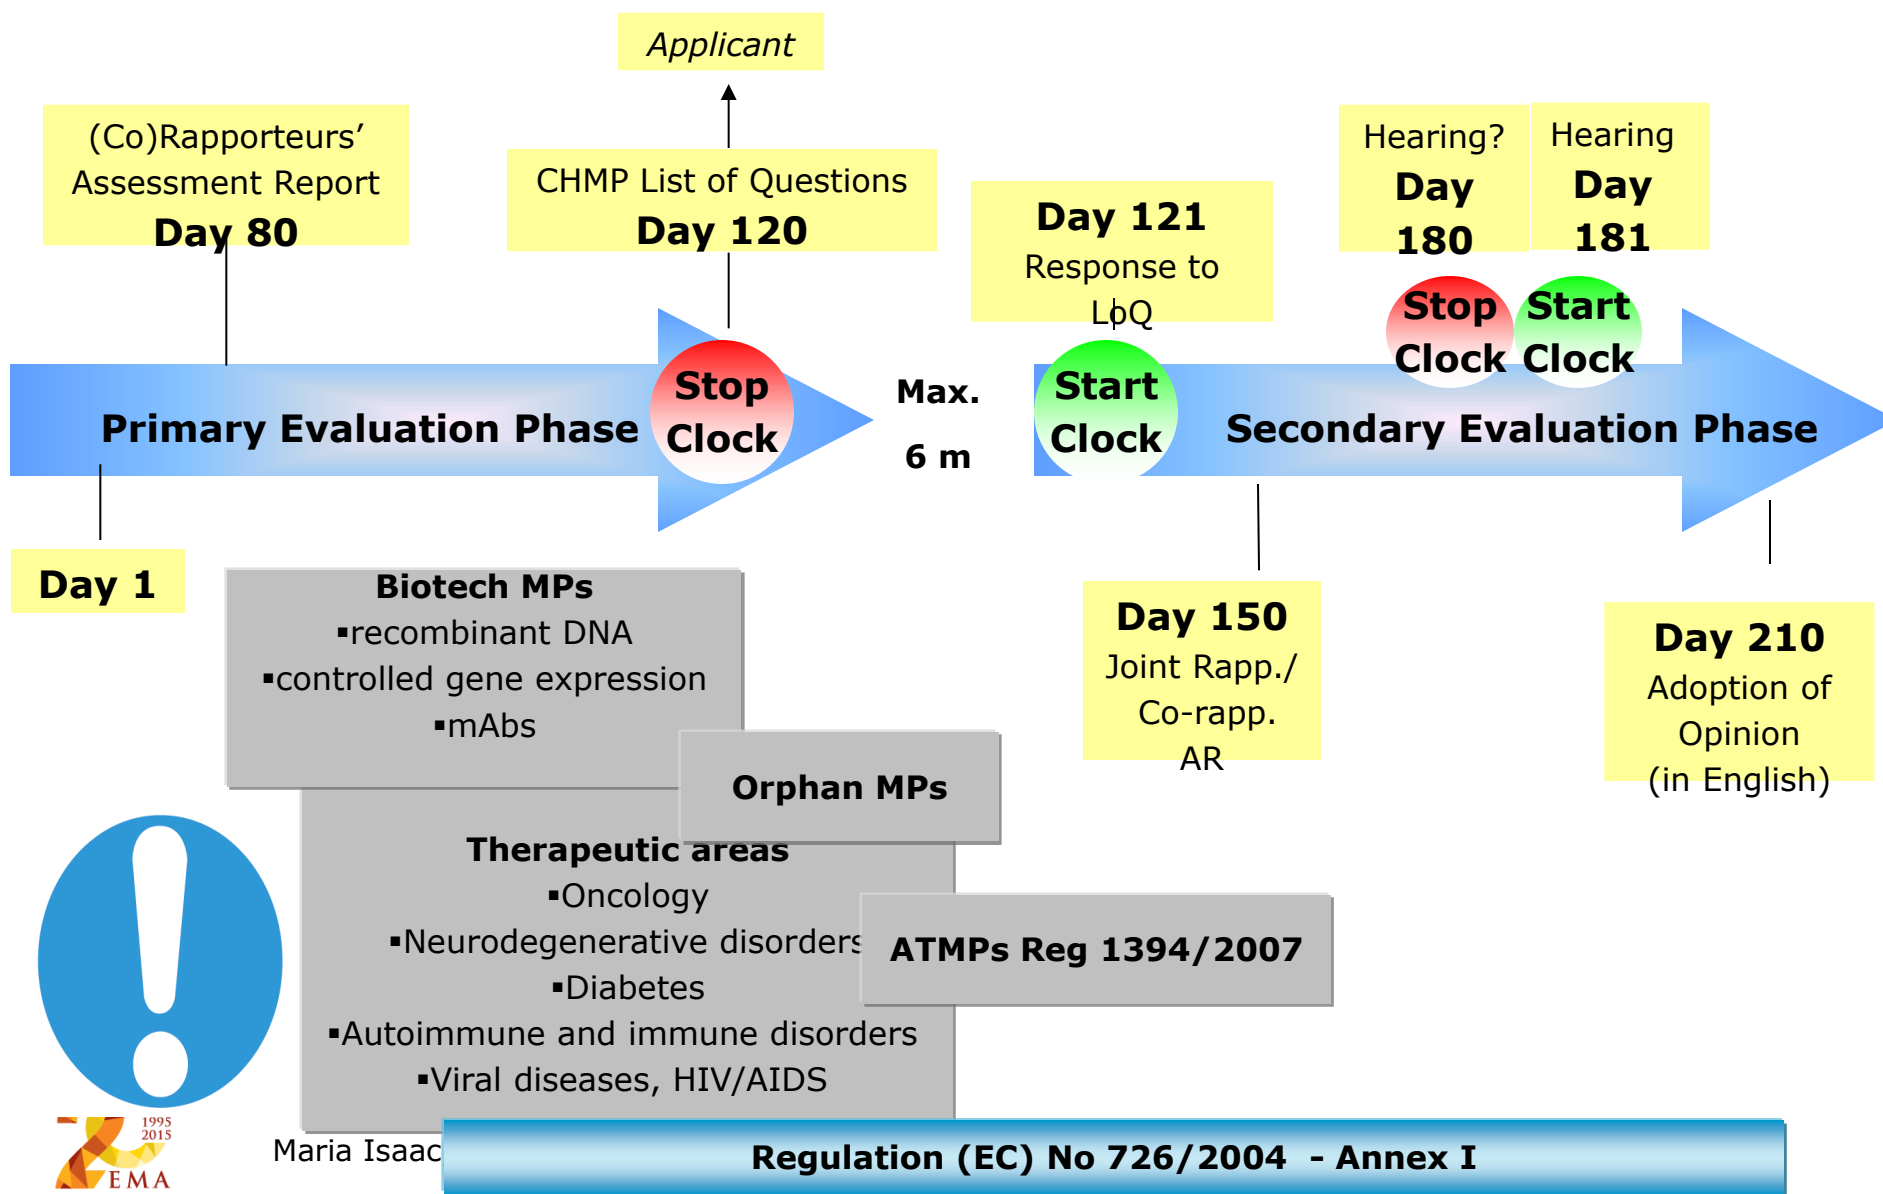 Applicant
(Co)Rapporteurs’
Assessment Report
Day 80
CHMP List of Questions
Day 120
Day 121
Response to
LoQ
Hearing?
Day
180
Hearing
Day
181
Stop
Clock
Start
Clock
Primary Evaluation Phase
Stop
Clock
Max.
6 m
Start
Clock
Secondary Evaluation Phase
Day 1
Biotech MPs
▪recombinant DNA
▪controlled gene expression
▪mAbs
Orphan MPs
Day 150
Joint Rapp./
Co-rapp.
AR
Day 210
Adoption of
Opinion
(in English)
Therapeutic areas
▪Oncology
▪Neurodegenerative disorders
▪Diabetes
▪Autoimmune and immune disorders
▪Viral diseases, HIV/AIDS
ATMPs Reg 1394/2007
1995
2015
EMA
Maria Isaac
Regulation (EC) No 726/2004 - Annex I